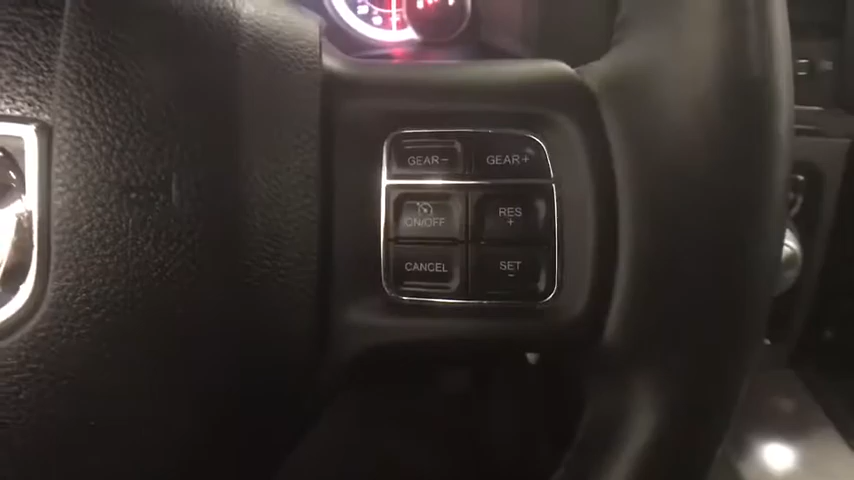 GEAR− GEAR+
ON/OFF RES
+
CANCEL SET
−